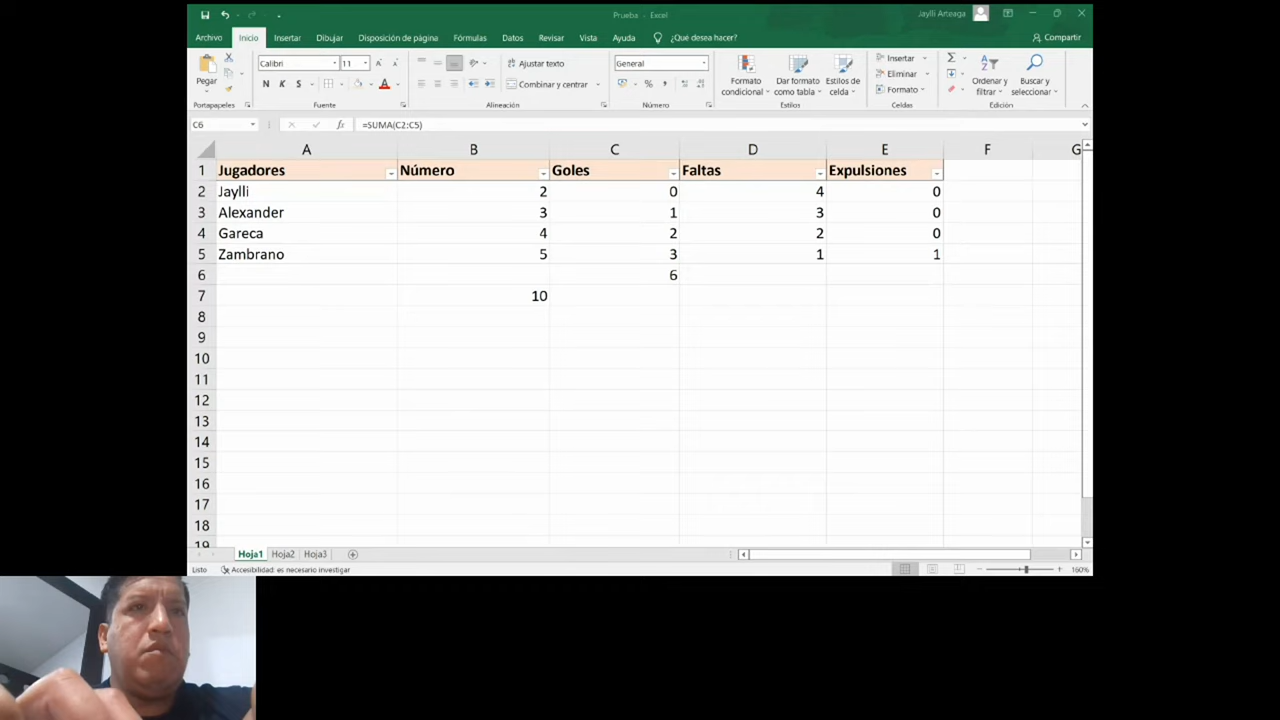 Prueba - Excel
Jaylli Arteaga
Archivo Inicio Insertar Dibujar Disposición de página Fórmulas Datos Revisar Vista Ayuda ¿Qué desea hacer? Compartir
Pegar
Calibri 11
N K S
Ajustar texto
Combinar y centrar
General
% 
Formato condicional
Dar formato como tabla
Estilos de celda
Insertar
Eliminar
Formato
Ordenar y filtrar
Buscar y seleccionar
Portapapeles Fuente Alineación Número Estilos Celdas Edición
C6 fx =SUMA(C2:C5)
A B C D E F G
1 Jugadores Número Goles Faltas Expulsiones
2 Jaylli 2 0 4 0
3 Alexander 3 1 3 0
4 Gareca 4 2 2 0
5 Zambrano 5 3 1 1
6 6
7 10
8
9
10
11
12
13
14
15
16
17
18
19
Hoja1 Hoja2 Hoja3
Listo Accesibilidad: es necesario investigar 160%